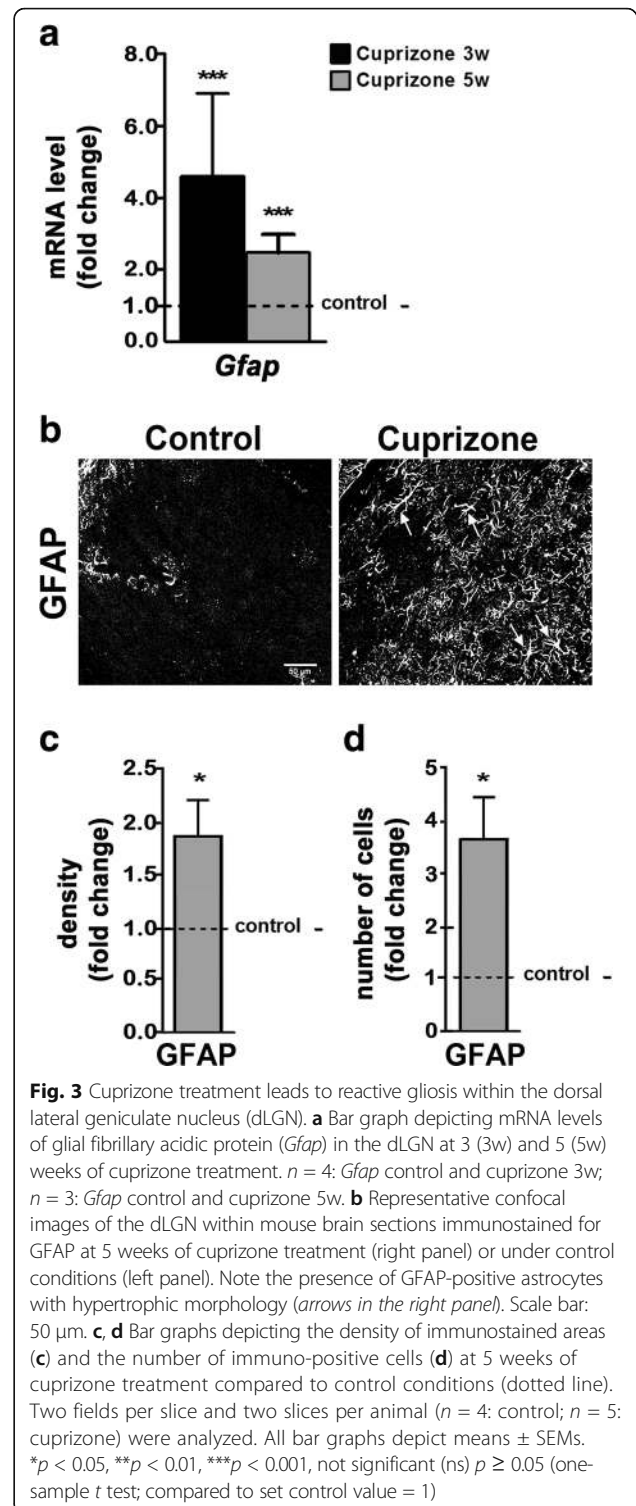 a
8.0
6.0
4.0
2.0
1.0
0.0
mRNA level
(fold change)
***
***
Cuprizone 3w
Cuprizone 5w
control
Gfap
b
Control
Cuprizone
GFAP
50 µm
c
2.5
2.0
1.5
1.0
0.5
0.0
density
(fold change)
*
control
GFAP
d
5
4
3
2
1
0
number of cells
(fold change)
*
control
GFAP
Fig. 3 Cuprizone treatment leads to reactive gliosis within the dorsal
lateral geniculate nucleus (dLGN). a Bar graph depicting mRNA levels
of glial fibrillary acidic protein (Gfap) in the dLGN at 3 (3w) and 5 (5w)
weeks of cuprizone treatment. n = 4: Gfap control and cuprizone 3w;
n = 3: Gfap control and cuprizone 5w. b Representative confocal
images of the dLGN within mouse brain sections immunostained for
GFAP at 5 weeks of cuprizone treatment (right panel) or under control
conditions (left panel). Note the presence of GFAP-positive astrocytes
with hypertrophic morphology (arrows in the right panel). Scale bar:
50 μm. c, d Bar graphs depicting the density of immunostained areas
(c) and the number of immuno-positive cells (d) at 5 weeks of
cuprizone treatment compared to control conditions (dotted line).
Two fields per slice and two slices per animal (n = 4: control; n = 5:
cuprizone) were analyzed. All bar graphs depict means ± SEMs.
*p < 0.05, **p < 0.01, ***p < 0.001, not significant (ns) p ≥ 0.05 (one-
sample t test; compared to set control value = 1)